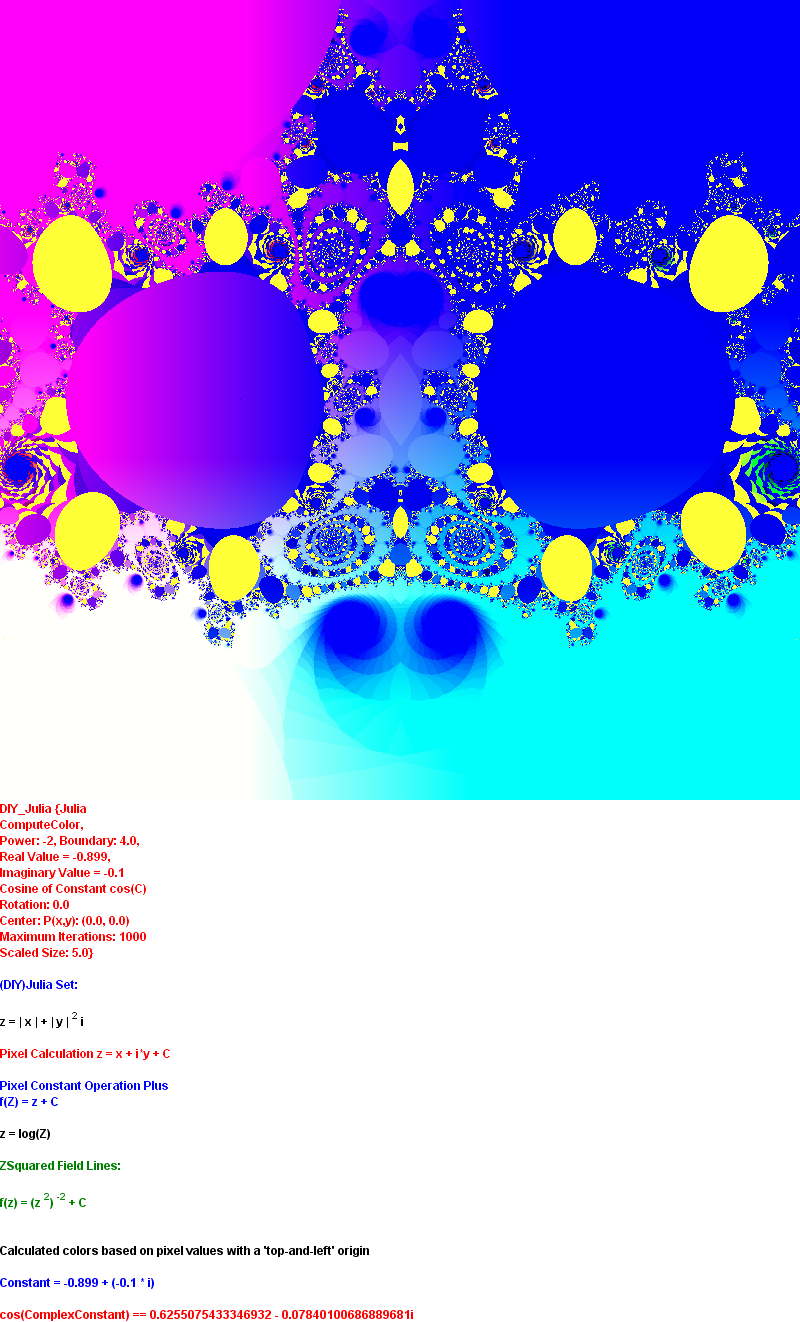 DIY_Julia {Julia
ComputeColor,
Power: -2, Boundary: 4.0,
Real Value = -0.899,
Imaginary Value = -0.1
Cosine of Constant cos(C)
Rotation: 0.0
Center: P(x,y): (0.0, 0.0)
Maximum Iterations: 1000
Scaled Size: 5.0}
(DIY)Julia Set:
z = | x | + | y | ² i
Pixel Calculation z = x + i*y + C
Pixel Constant Operation Plus
f(Z) = z + C
z = log(Z)
ZSquared Field Lines:
f(z) = (z ²) ⁻² + C
Calculated colors based on pixel values with a 'top-and-left' origin
Constant = -0.899 + (-0.1 * i)
cos(ComplexConstant) == 0.6255075433346932 - 0.07840100686889681i